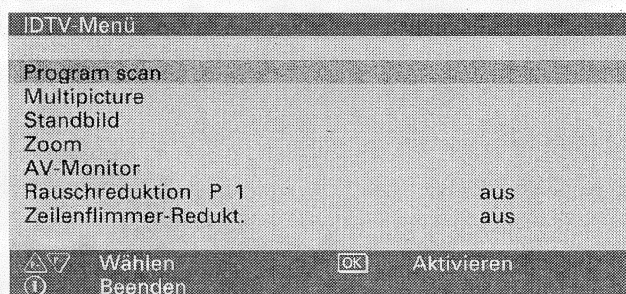 IDTV-Menü
Program scan
Multipicture
Standbild
Zoom
AV-Monitor
Rauschreduktion P 1 aus
Zeilenflimmer-Redukt. aus
Wählen OK Aktivieren
i Beenden